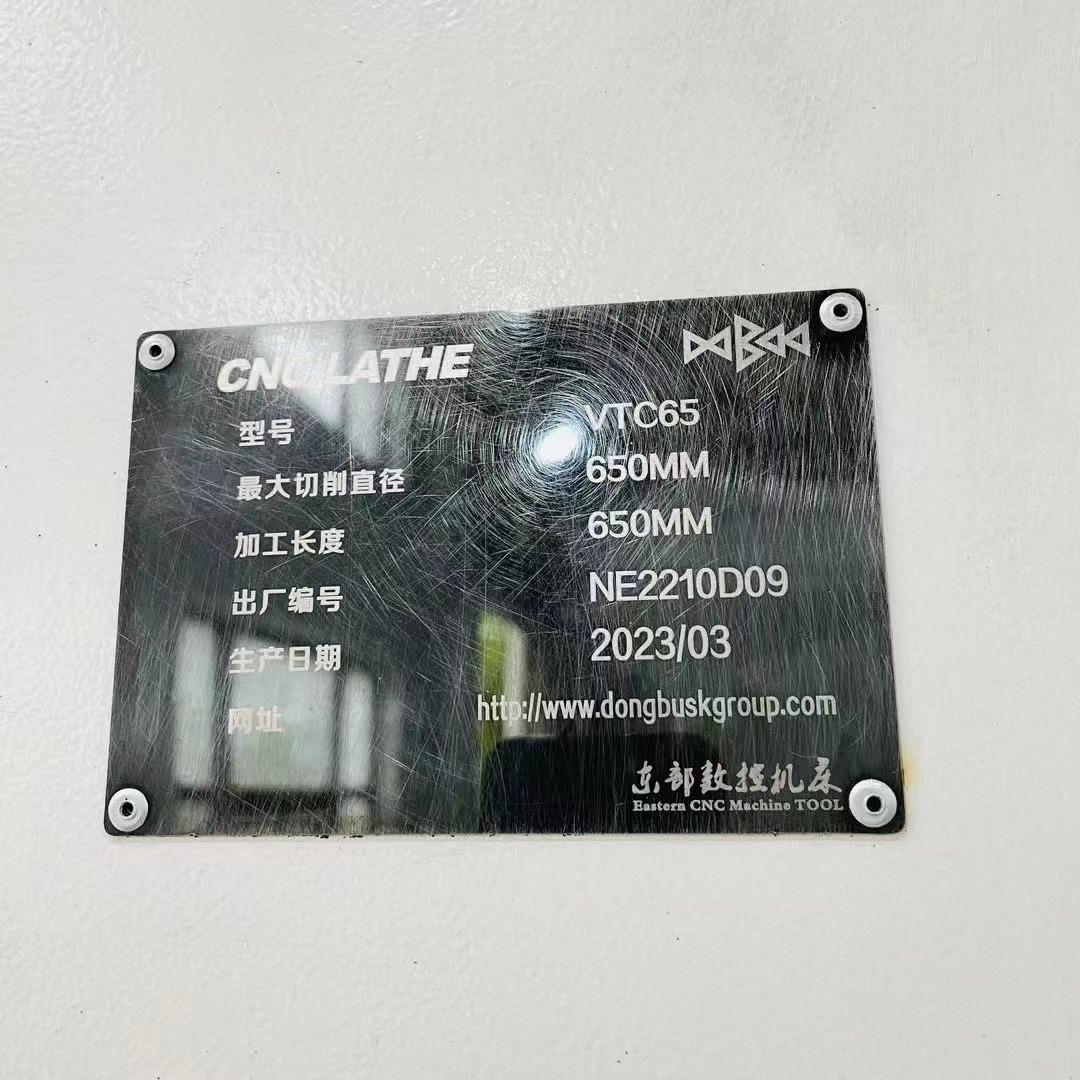 CNC LATHE
型号 VTC65
最大切削直径 650MM
加工长度 650MM
出厂编号 NE2210D09
生产日期 2023/03
网址 http://www.dongbuskgroup.com
东部数控机床
Eastern CNC Machine TOOL